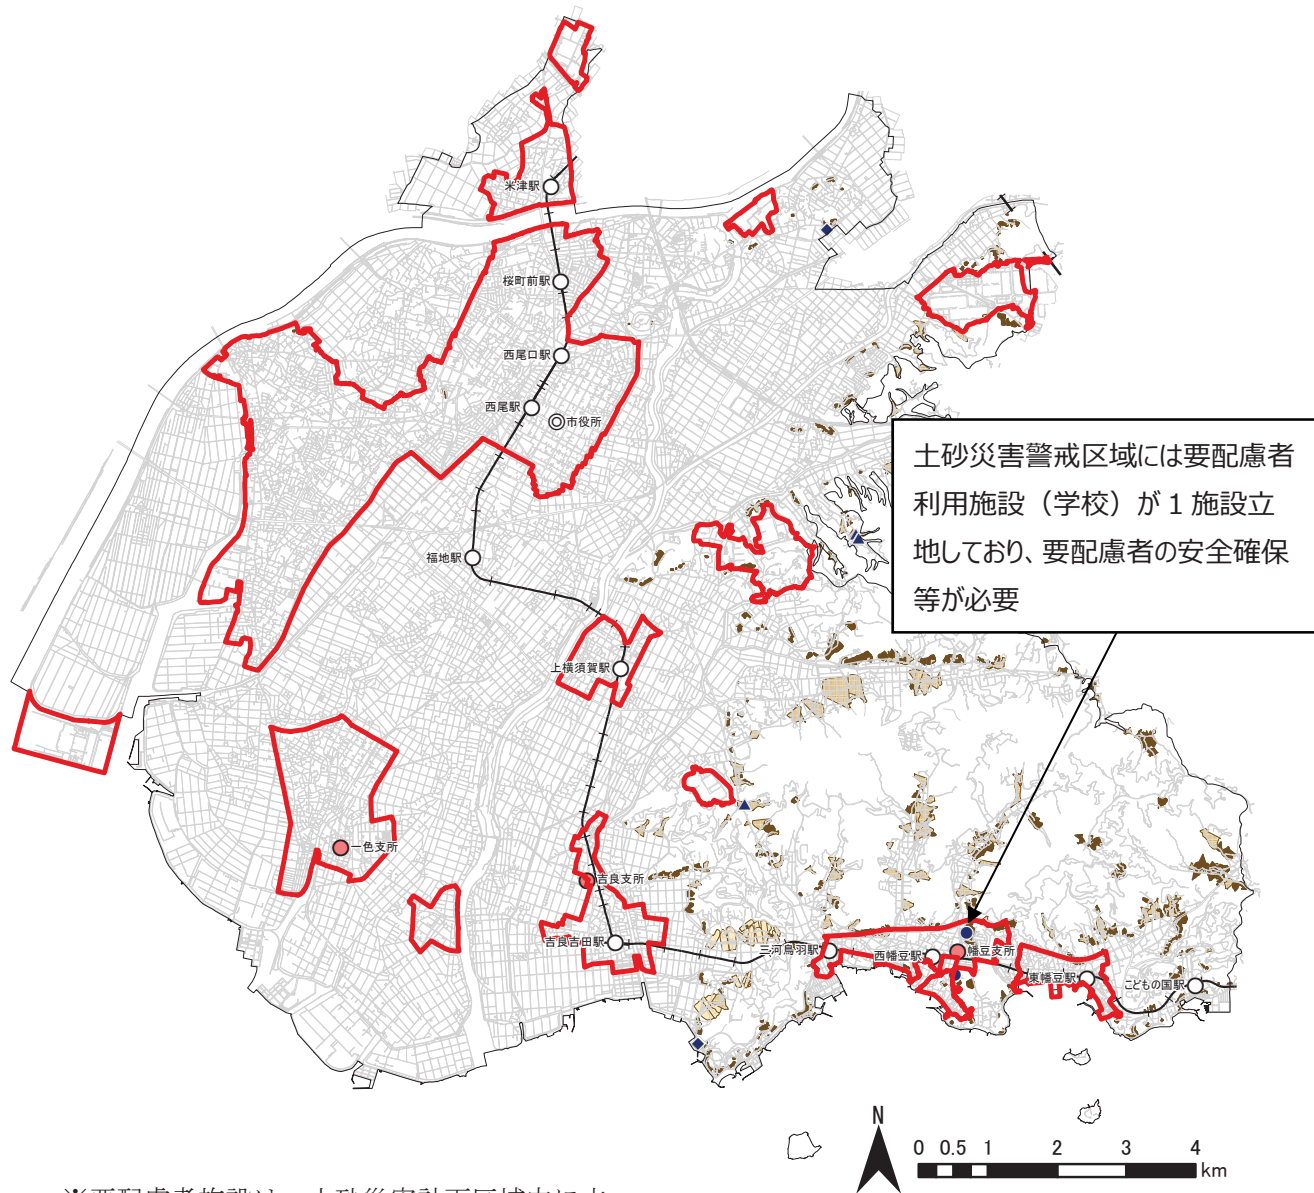 米津駅
桜町前駅
西尾口駅
西尾駅
市役所
土砂災害警戒区域には要配慮者
利用施設（学校）が1施設立
地しており、要配慮者の安全確保
等が必要
福地駅
上横須賀駅
一色支所
吉良支所
吉良吉田駅
三河鳥羽駅
西幡豆駅
幡豆支所
東幡豆駅
こどもの国駅
N
0 0.5 1 2 3 4
km